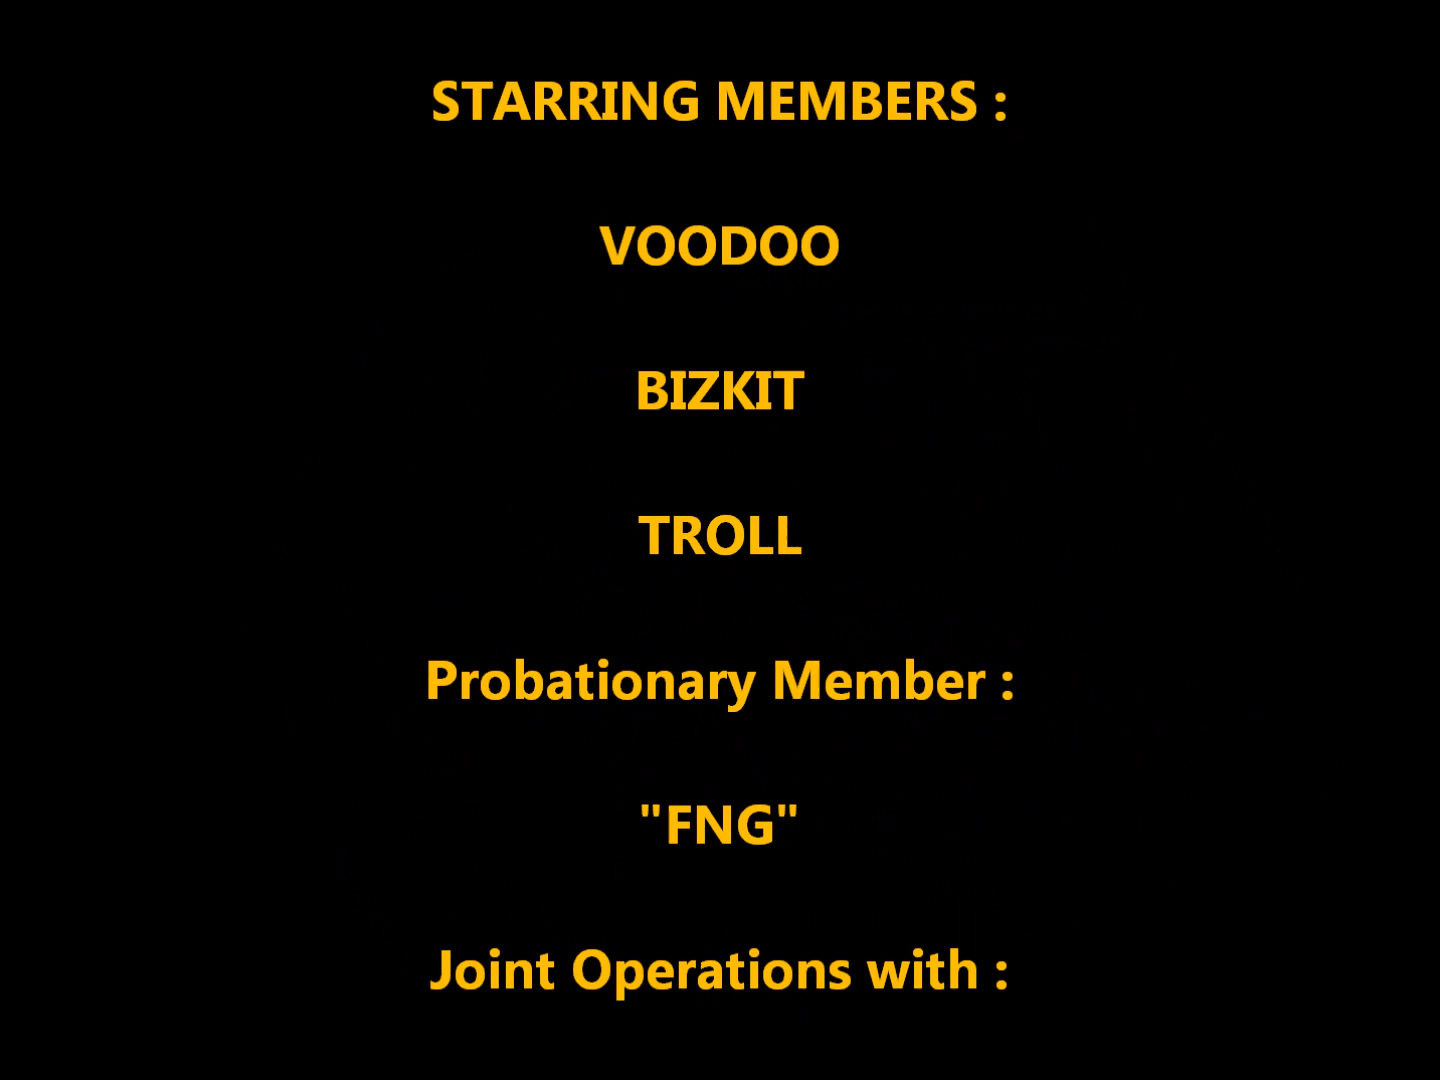 STARRING MEMBERS :
VOODOO
BIZKIT
TROLL
Probationary Member :
"FNG"
Joint Operations with :